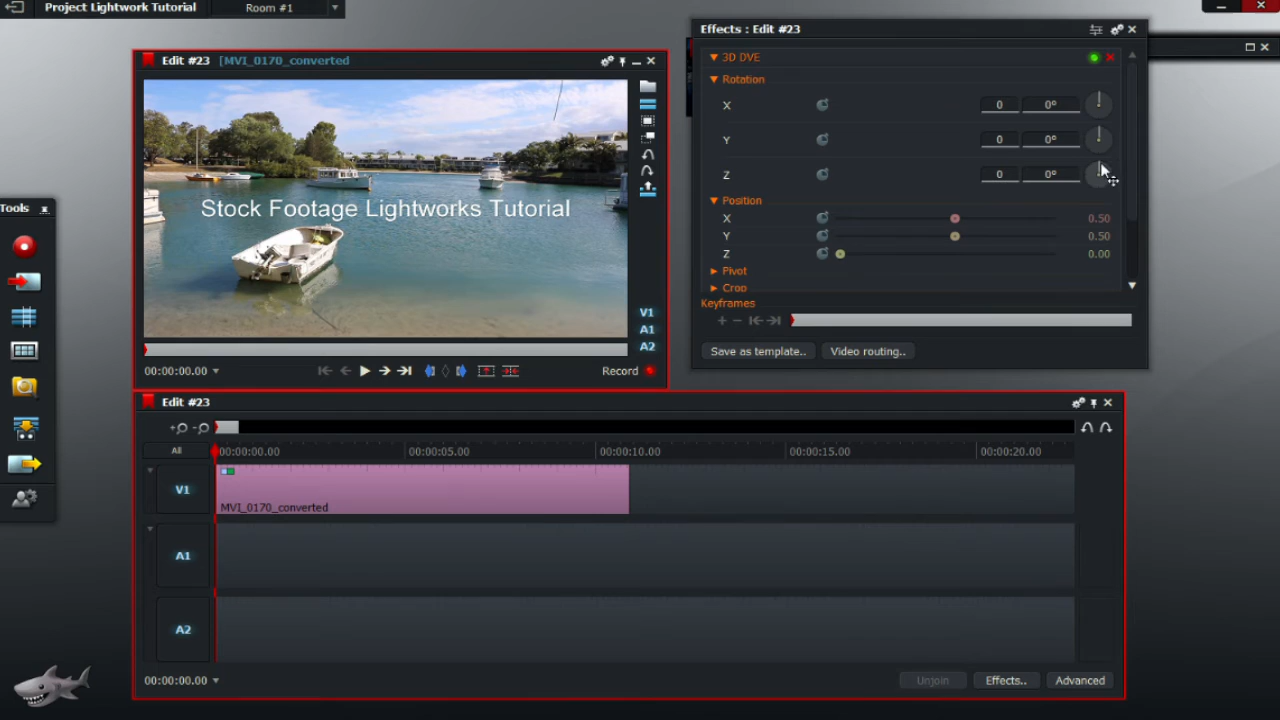 Project Lightwork Tutorial
Room #1
Effects : Edit #23
Edit #23 [MVI_0170_converted
3D DVE
Rotation
X 0 0°
Y 0 0°
Z 0 0°
Position
X 0.50
Y 0.50
Z 0.00
Pivot
Crop
Keyframes
Save as template.. Video routing..
Stock Footage Lightworks Tutorial
V1
A1
A2
00:00:00.00
Record
Tools
Edit #23
All 00:00:00.00 00:00:05.00 00:00:10.00 00:00:15.00 00:00:20.00
V1
MVI_0170_converted
A1
A2
00:00:00.00
Unjoin Effects.. Advanced